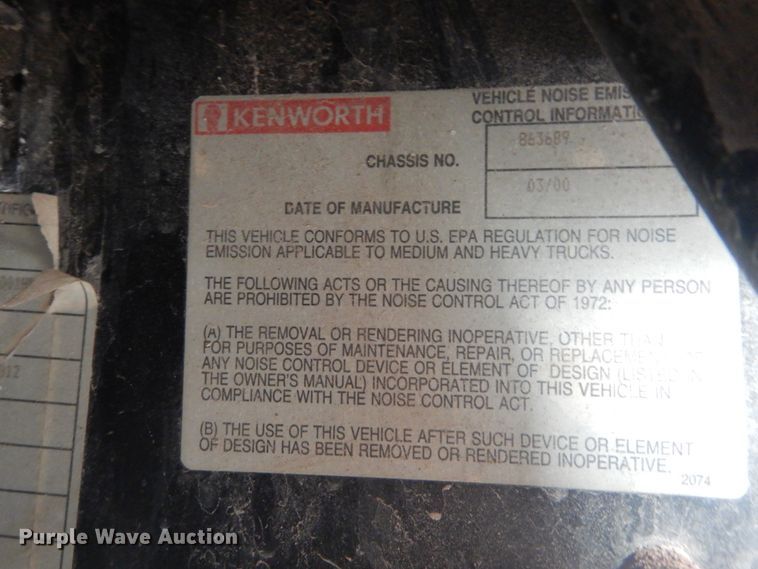 KENWORTH
VEHICLE NOISE
CONTROL
CHASSIS NO. 863689
DATE OF MANUFACTURE 03/00
THIS VEHICLE CONFORMS TO U.S. EPA REGULATION FOR NOISE
EMISSION APPLICABLE TO MEDIUM AND HEAVY TRUCKS.
THE FOLLOWING ACTS OR THE CAUSING THEREOF BY ANY PERSON
ARE PROHIBITED BY THE NOISE CONTROL ACT OF 1972:
(A) THE REMOVAL OR RENDERING INOPERATIVE, OTHER THAN
FOR PURPOSES OF MAINTENANCE, REPAIR, OR
ANY NOISE CONTROL DEVICE OR ELEMENT OF DESIGN (LISTED IN
THE OWNER'S MANUAL) INCORPORATED INTO THIS VEHICLE IN
COMPLIANCE WITH THE NOISE CONTROL ACT.
(B) THE USE OF THIS VEHICLE AFTER SUCH DEVICE OR ELEMENT
OF DESIGN HAS BEEN REMOVED OR RENDERED INOPERATIVE.
2074
Purple Wave Auction